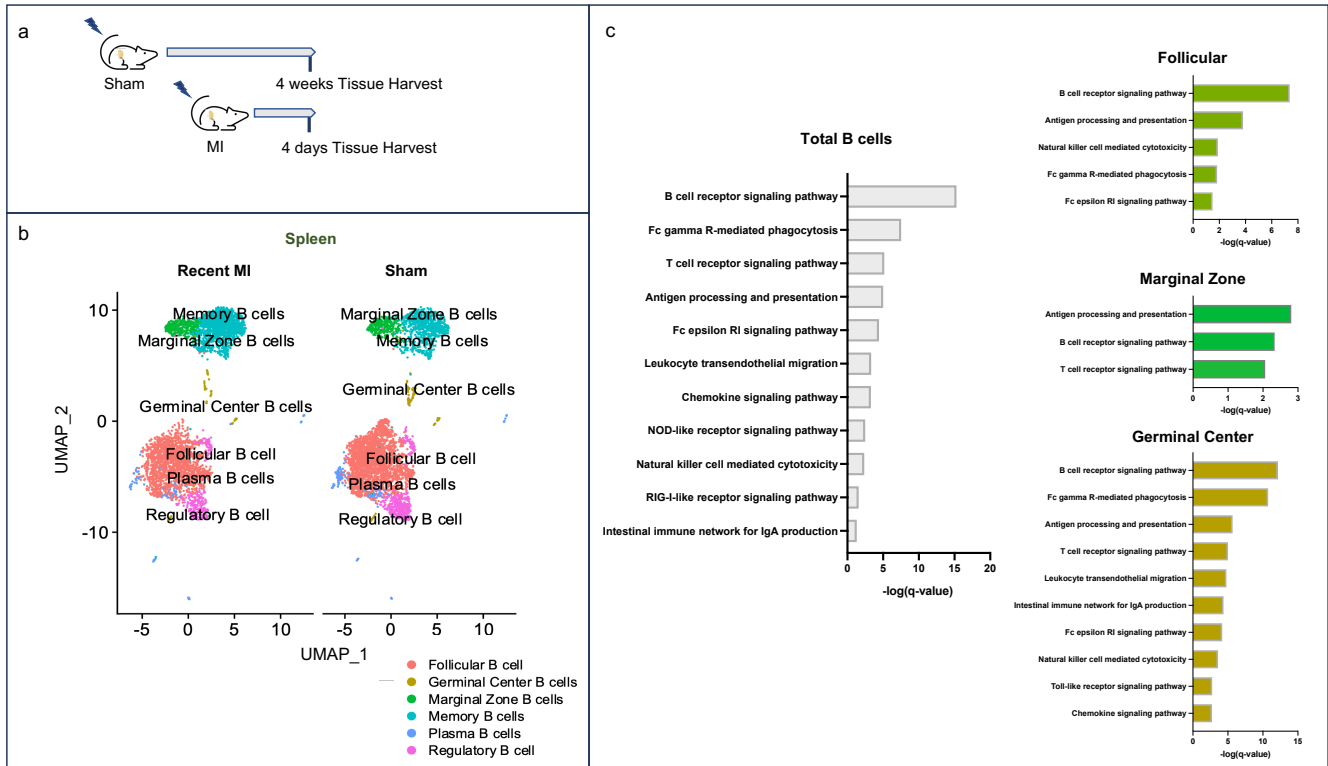 a
Sham
4 weeks Tissue Harvest
MI
4 days Tissue Harvest
b
Spleen
Recent MI
Sham
UMAP_2
10
0
-10
Memory B cells
Marginal Zone B cells
Germinal Center B cells
Follicular B cell
Plasma B cells
Regulatory B cell
Marginal Zone B cells
Memory B cells
Germinal Center B cells
Follicular B cell
Plasma B cells
Regulatory B cell
-5 0 5 10
-5 0 5 10
UMAP_1
Follicular B cell
Germinal Center B cells
Marginal Zone B cells
Memory B cells
Plasma B cells
Regulatory B cell
c
Total B cells
B cell receptor signaling pathway
Fc gamma R-mediated phagocytosis
T cell receptor signaling pathway
Antigen processing and presentation
Fc epsilon RI signaling pathway
Leukocyte transendothelial migration
Chemokine signaling pathway
NOD-like receptor signaling pathway
Natural killer cell mediated cytotoxicity
RIG-I-like receptor signaling pathway
Intestinal immune network for IgA production
0 5 10 15 20
-log(q-value)
Follicular
B cell receptor signaling pathway
Antigen processing and presentation
Natural killer cell mediated cytotoxicity
Fc gamma R-mediated phagocytosis
Fc epsilon RI signaling pathway
0 2 4 6 8
-log(q-value)
Marginal Zone
Antigen processing and presentation
B cell receptor signaling pathway
T cell receptor signaling pathway
0 1 2 3
-log(q-value)
Germinal Center
B cell receptor signaling pathway
Fc gamma R-mediated phagocytosis
Antigen processing and presentation
T cell receptor signaling pathway
Leukocyte transendothelial migration
Intestinal immune network for IgA production
Fc epsilon RI signaling pathway
Natural killer cell mediated cytotoxicity
Toll-like receptor signaling pathway
Chemokine signaling pathway
0 5 10 15
-log(q-value)